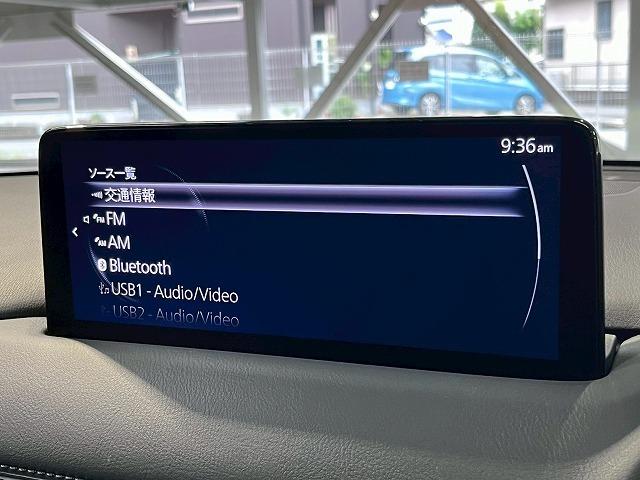 9:36am
ソース一覧
交通情報
FM
AM
Bluetooth
USB1 - Audio/Video
USB2 - Audio/Video